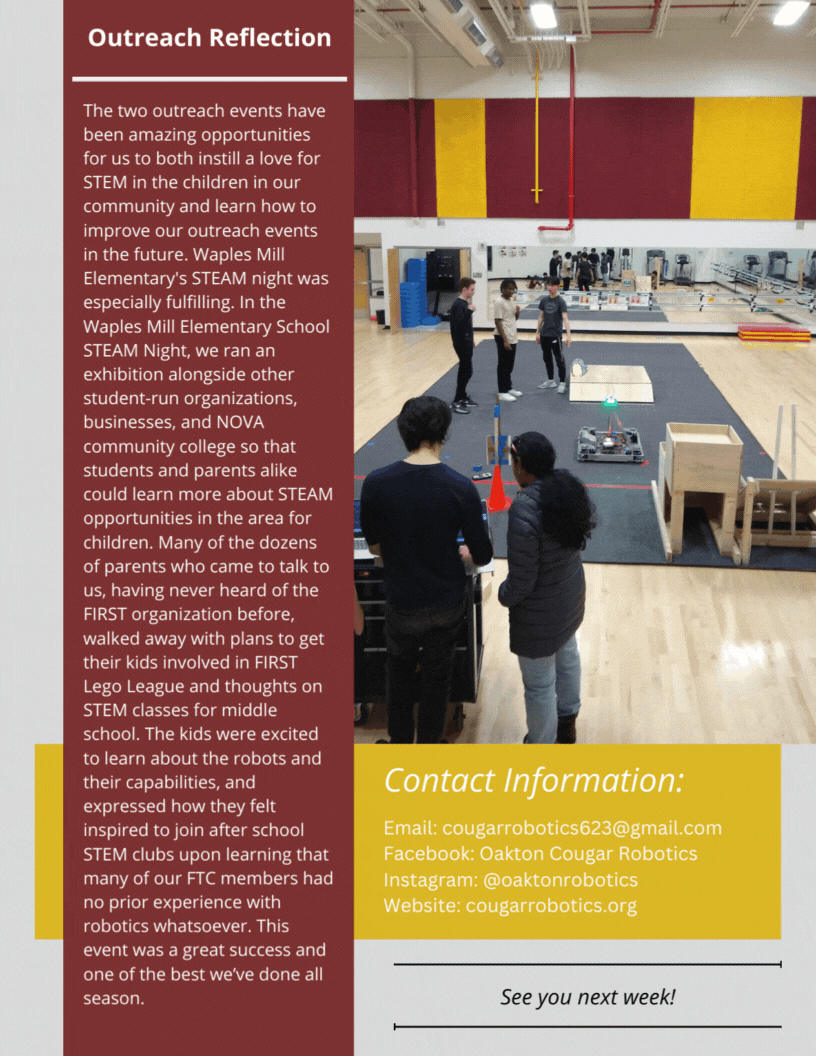 Outreach Reflection
The two outreach events have
been amazing opportunities
for us to both instill a love for
STEM in the children in our
community and learn how to
improve our outreach events
in the future. Waples Mill
Elementary's STEAM night was
especially fulfilling. In the
Waples Mill Elementary School
STEAM Night, we ran an
exhibition alongside other
student-run organizations,
businesses, and NOVA
community college so that
students and parents alike
could learn more about STEAM
opportunities in the area for
children. Many of the dozens
of parents who came to talk to
us, having never heard of the
FIRST organization before,
walked away with plans to get
their kids involved in FIRST
Lego League and thoughts on
STEM classes for middle
school. The kids were excited
to learn about the robots and
their capabilities, and
expressed how they felt
inspired to join after school
STEM clubs upon learning that
many of our FTC members had
no prior experience with
robotics whatsoever. This
event was a great success and
one of the best we’ve done all
season.
Contact Information:
Email: cougarrobotics623@gmail.com
Facebook: Oakton Cougar Robotics
Instagram: @oaktonrobotics
Website: cougarrobotics.org
See you next week!